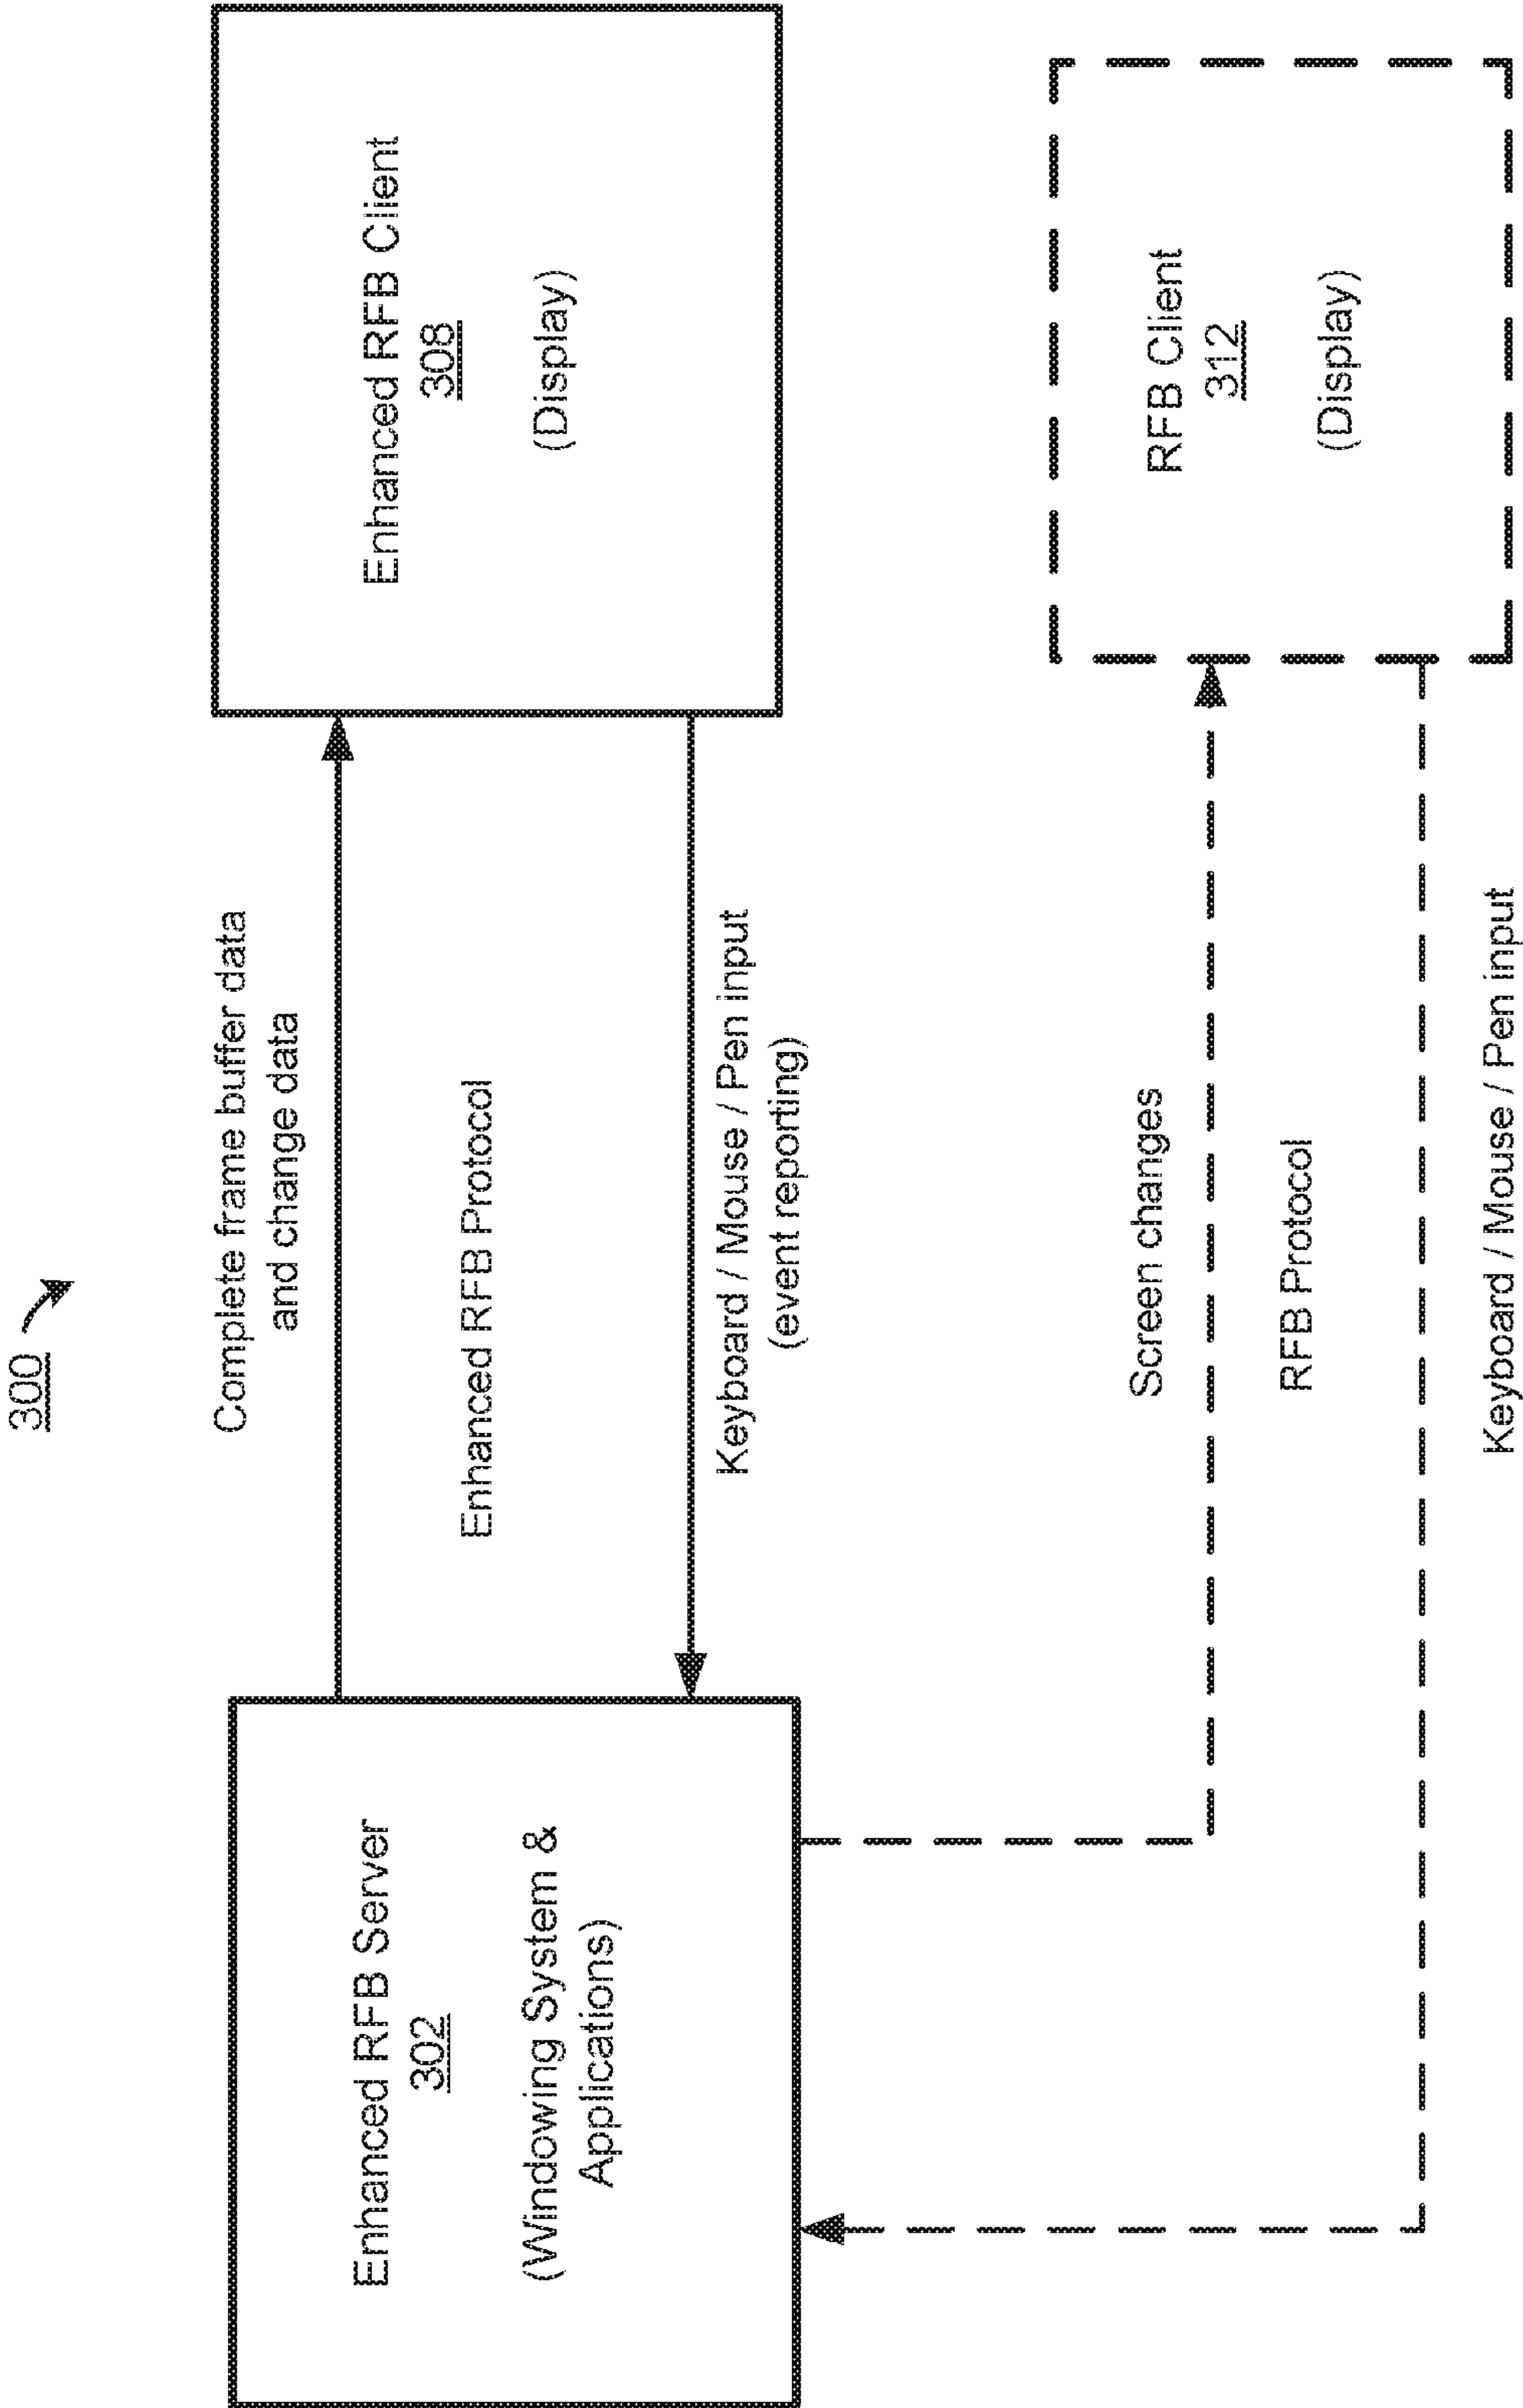 300
Enhanced RFB Server
302
(Windowing System &
Applications)
Complete frame buffer data
and change data
Enhanced RFB Protocol
Keyboard / Mouse / Pen input
(event reporting)
Enhanced RFB Client
308
(Display)
Screen changes
RFB Protocol
Keyboard / Mouse / Pen input
RFB Client
312
(Display)